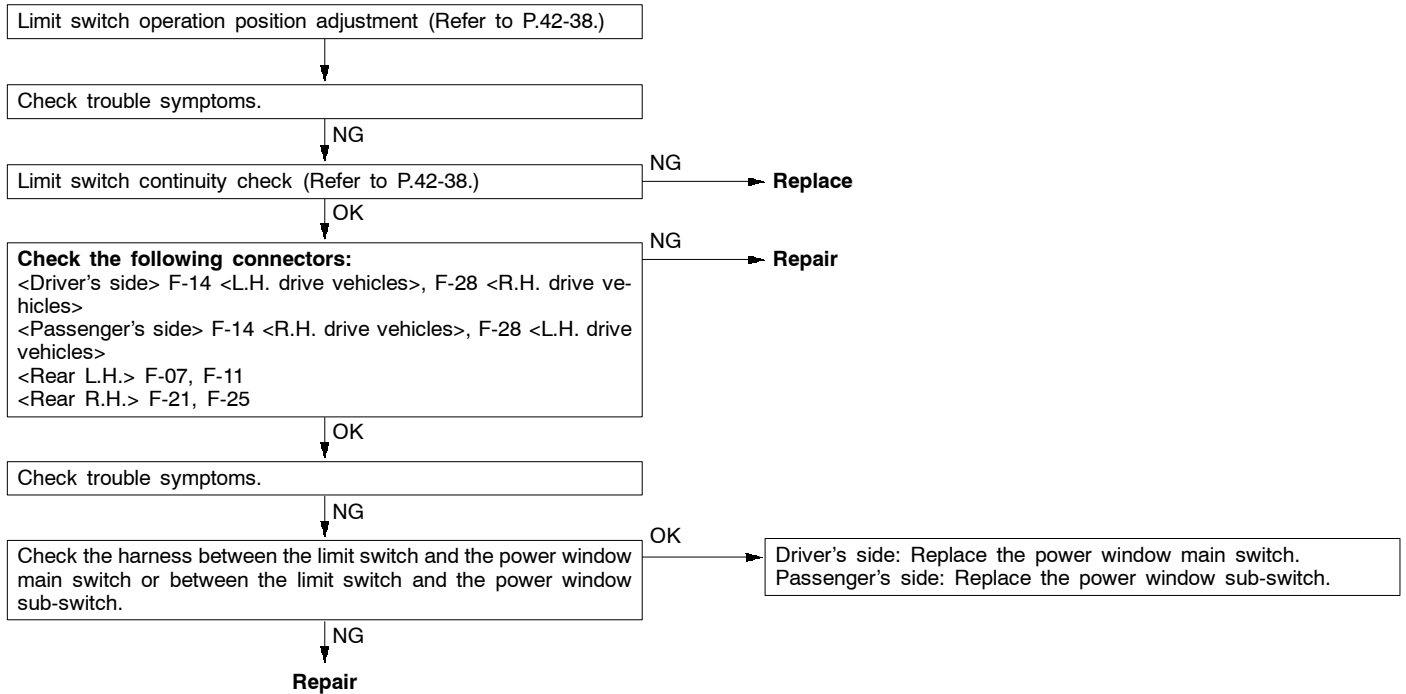 Limit switch operation position adjustment (Refer to P.42-38.)
Check trouble symptoms.
NG
Limit switch continuity check (Refer to P.42-38.)
NG
Replace
OK
Check the following connectors:
<Driver's side> F-14 <L.H. drive vehicles>, F-28 <R.H. drive ve-
hicles>
<Passenger's side> F-14 <R.H. drive vehicles>, F-28 <L.H. drive
vehicles>
<Rear L.H.> F-07, F-11
<Rear R.H.> F-21, F-25
NG
Repair
OK
Check trouble symptoms.
NG
Check the harness between the limit switch and the power window
main switch or between the limit switch and the power window
sub-switch.
OK
Driver's side: Replace the power window main switch.
Passenger's side: Replace the power window sub-switch.
NG
Repair